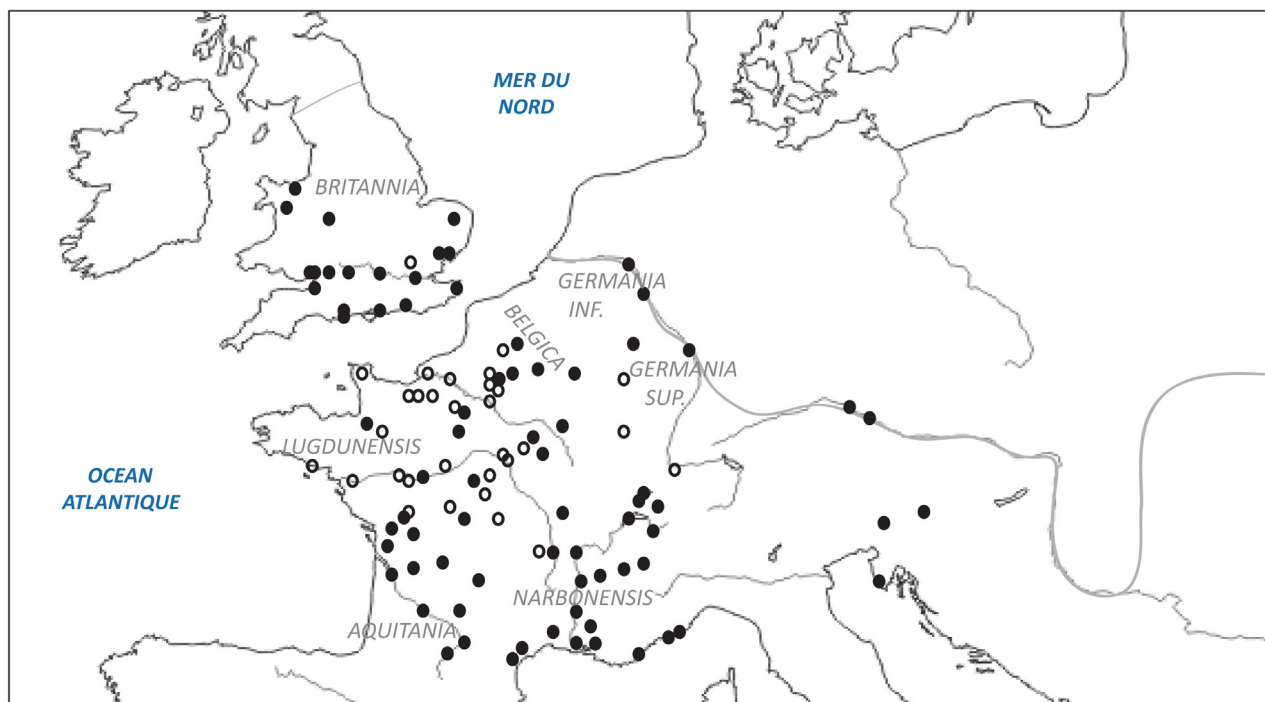 MER DU
NORD
BRITANNIA
GERMANIA
INF.
BELGICA
GERMANIA
SUP.
LUGDUNENSIS
OCEAN
ATLANTIQUE
NARBONENSIS
AQUITANIA